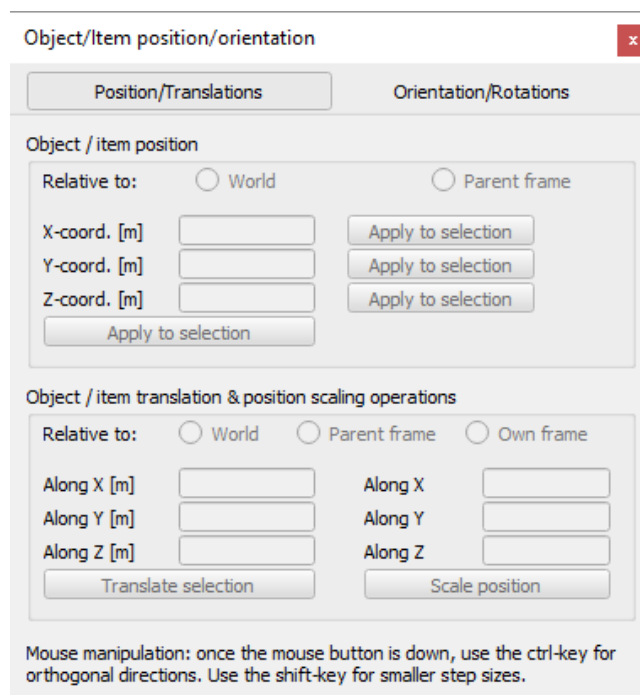 Object/Item position/orientation x
Position/Translations Orientation/Rotations
Object / item position
Relative to: World Parent frame
X-coord. [m] Apply to selection
Y-coord. [m] Apply to selection
Z-coord. [m] Apply to selection
Apply to selection
Object / item translation & position scaling operations
Relative to: World Parent frame Own frame
Along X [m] Along X
Along Y [m] Along Y
Along Z [m] Along Z
Translate selection Scale position
Mouse manipulation: once the mouse button is down, use the ctrl-key for
orthogonal directions. Use the shift-key for smaller step sizes.